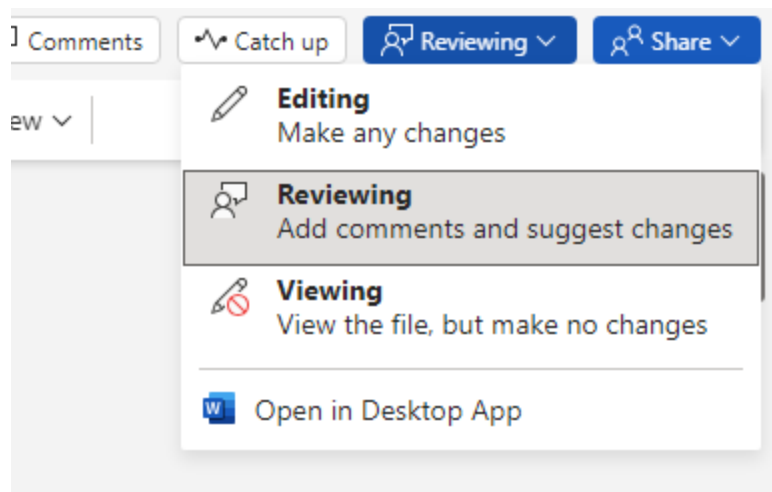 Comments Catch up Reviewing Share
ew
Editing
Make any changes
Reviewing
Add comments and suggest changes
Viewing
View the file, but make no changes
W Open in Desktop App